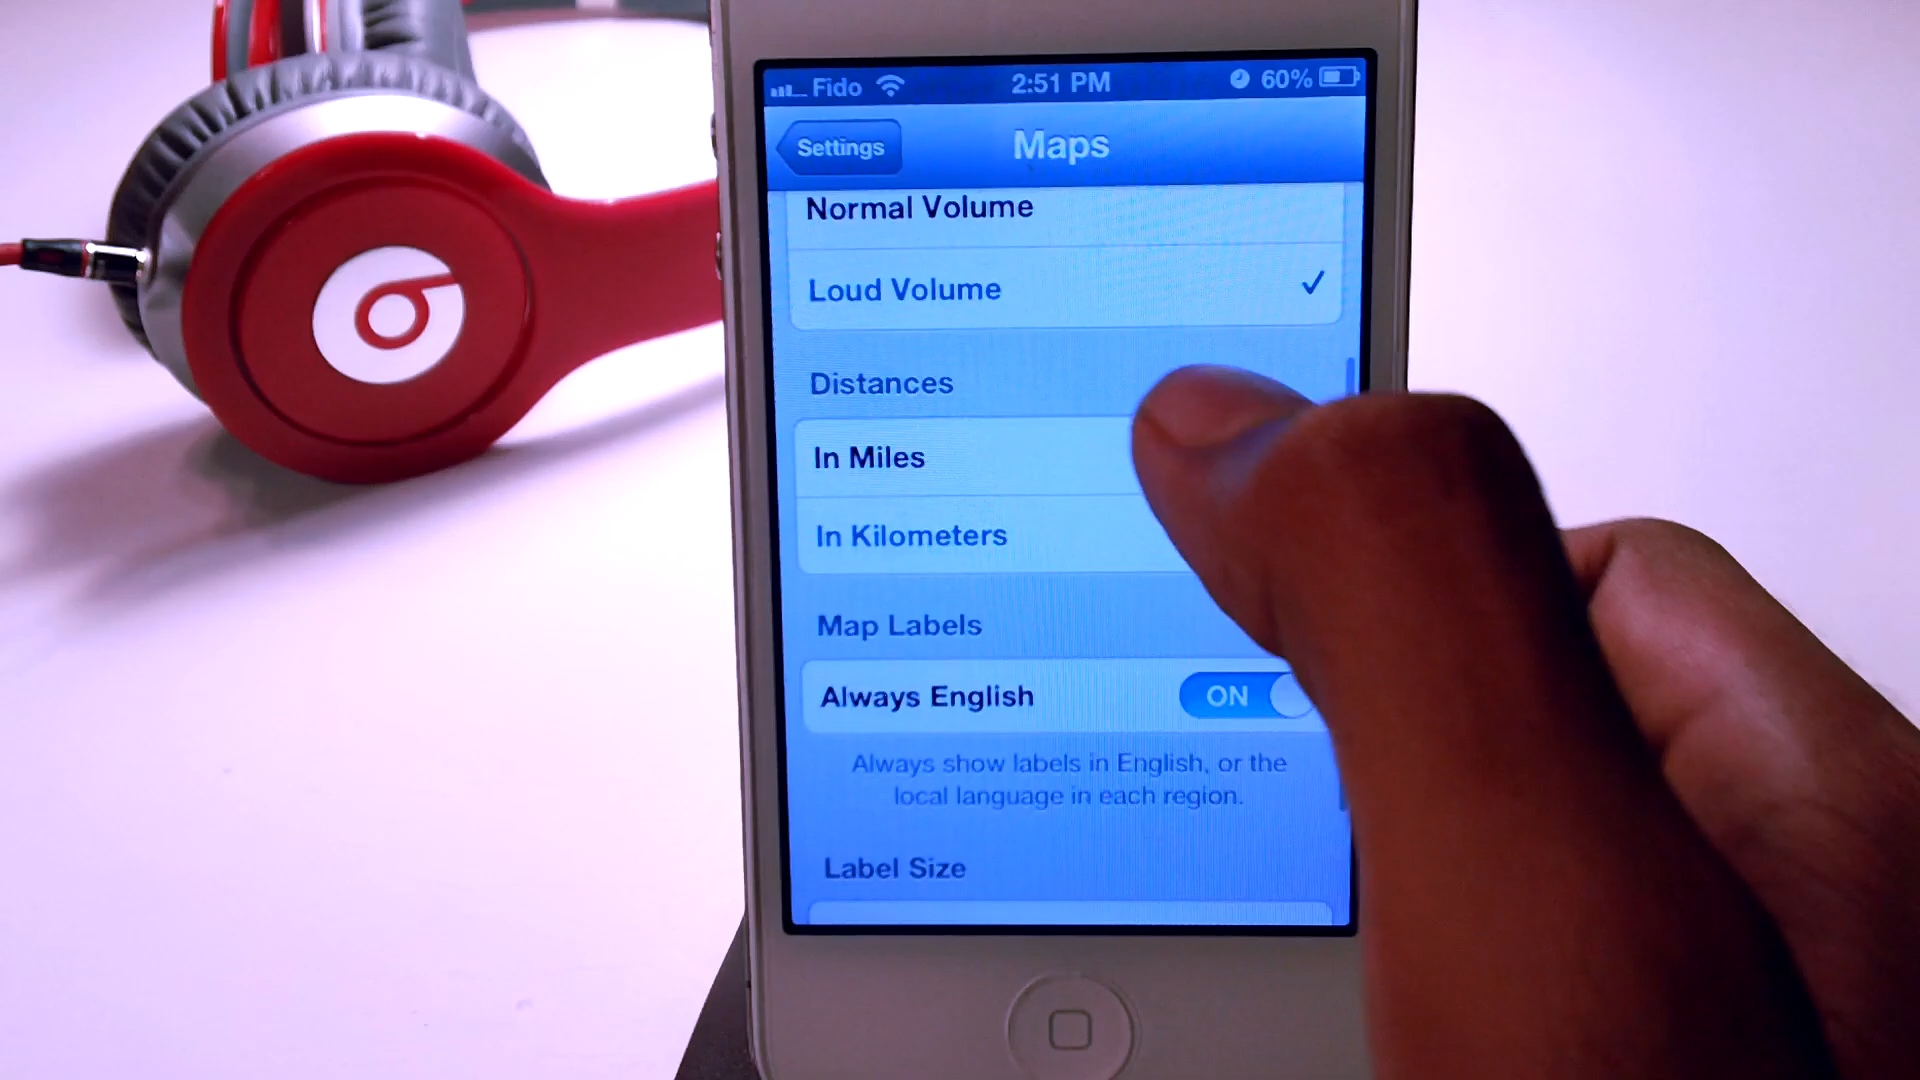 Fido 2:51 PM 60%
Settings Maps
Normal Volume
Loud Volume
Distances
In Miles
In Kilometers
Map Labels
Always English ON
Always show labels in English, or the
local language in each region.
Label Size